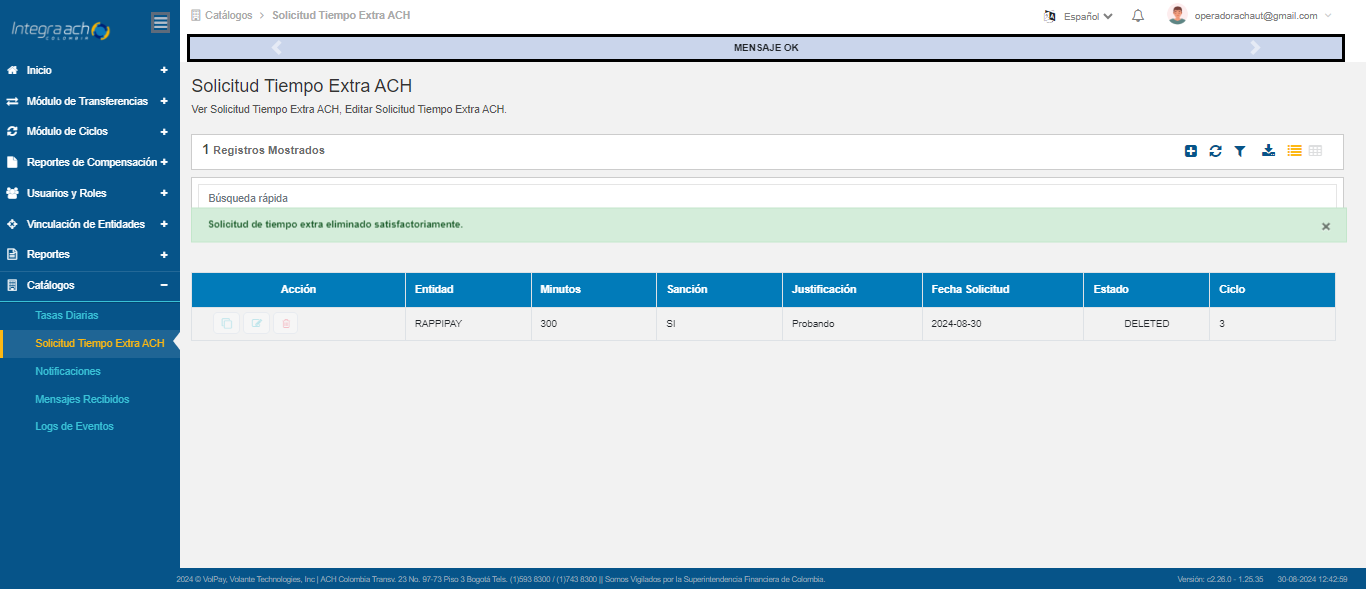 Integra ach
COLOMBIA
Catálogos > Solicitud Tiempo Extra ACH
Español
operadorachaut@gmail.com
MENSAJE OK
Inicio +
Módulo de Transferencias +
Módulo de Ciclos +
Reportes de Compensación +
Usuarios y Roles +
Vinculación de Entidades +
Reportes +
Catálogos −
Tasas Diarias
Solicitud Tiempo Extra ACH
Notificaciones
Mensajes Recibidos
Logs de Eventos
Solicitud Tiempo Extra ACH
Ver Solicitud Tiempo Extra ACH, Editar Solicitud Tiempo Extra ACH.
1 Registros Mostrados
Búsqueda rápida
Solicitud de tiempo extra eliminado satisfactoriamente. ×
Acción Entidad Minutos Sanción Justificación Fecha Solicitud Estado Ciclo
RAPPIPAY 300 SI Probando 2024-08-30 DELETED 3
2024 © VolPay, Volante Technologies, Inc | ACH Colombia Transv. 23 No. 97-73 Piso 3 Bogotá Tels. (1)593 8300 / (1)743 8300 || Somos Vigilados por la Superintendencia Financiera de Colombia.
Versión: c2.26.0 - 1.25.35 30-08-2024 12:42:59